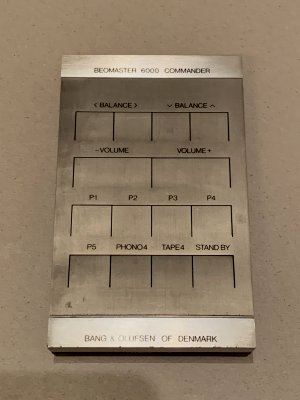 BEOMASTER 6000 COMMANDER
< BALANCE > ⌵ BALANCE ^
-VOLUME VOLUME+
P1 P2 P3 P4
P5 PHONO4 TAPE4 STAND BY
BANG & OLUFSEN OF DENMARK